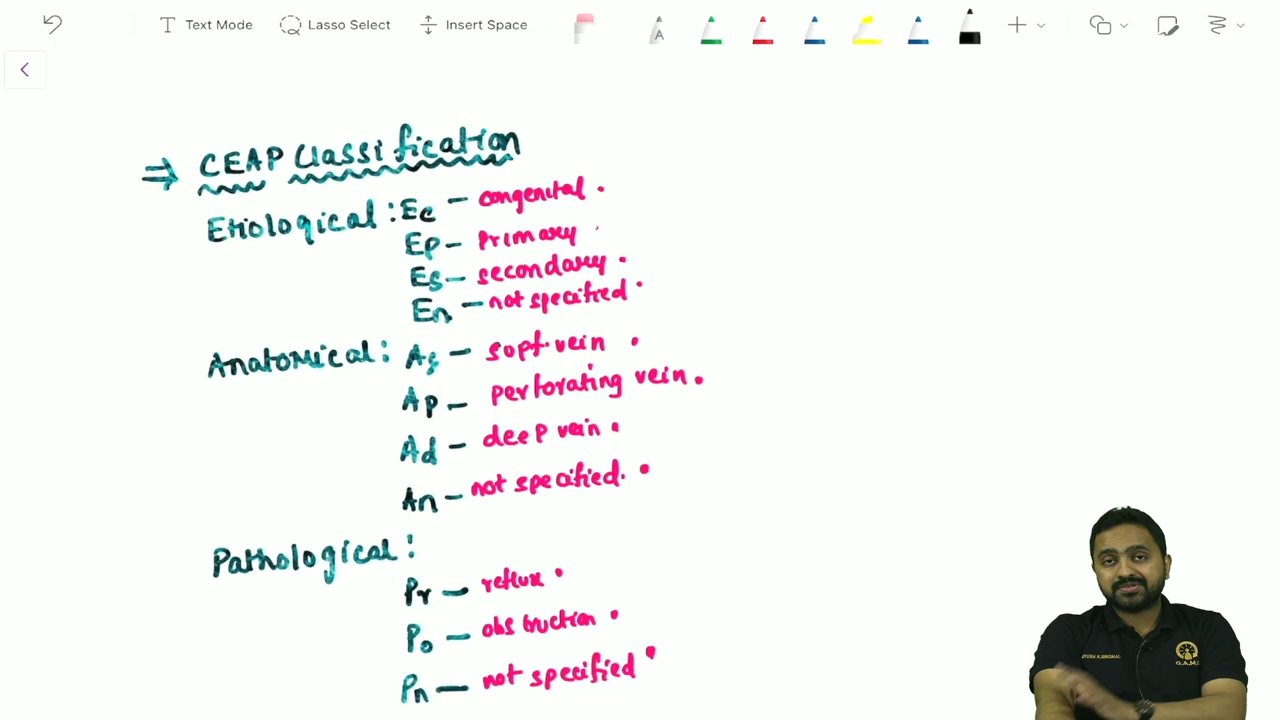 Text Mode Lasso Select Insert Space
A
⇒ CEAP Classification
Etiological : Ec — congenital .
Ep — Primary
Es — secondary .
En — not specified .
Anatomical : As — supf. vein .
Ap — perforating vein .
Ad — deep vein .
An — not specified. .
Pathological :
Pr — reflux .
Po — obstruction .
Pn — not specified .
G.A.M.S